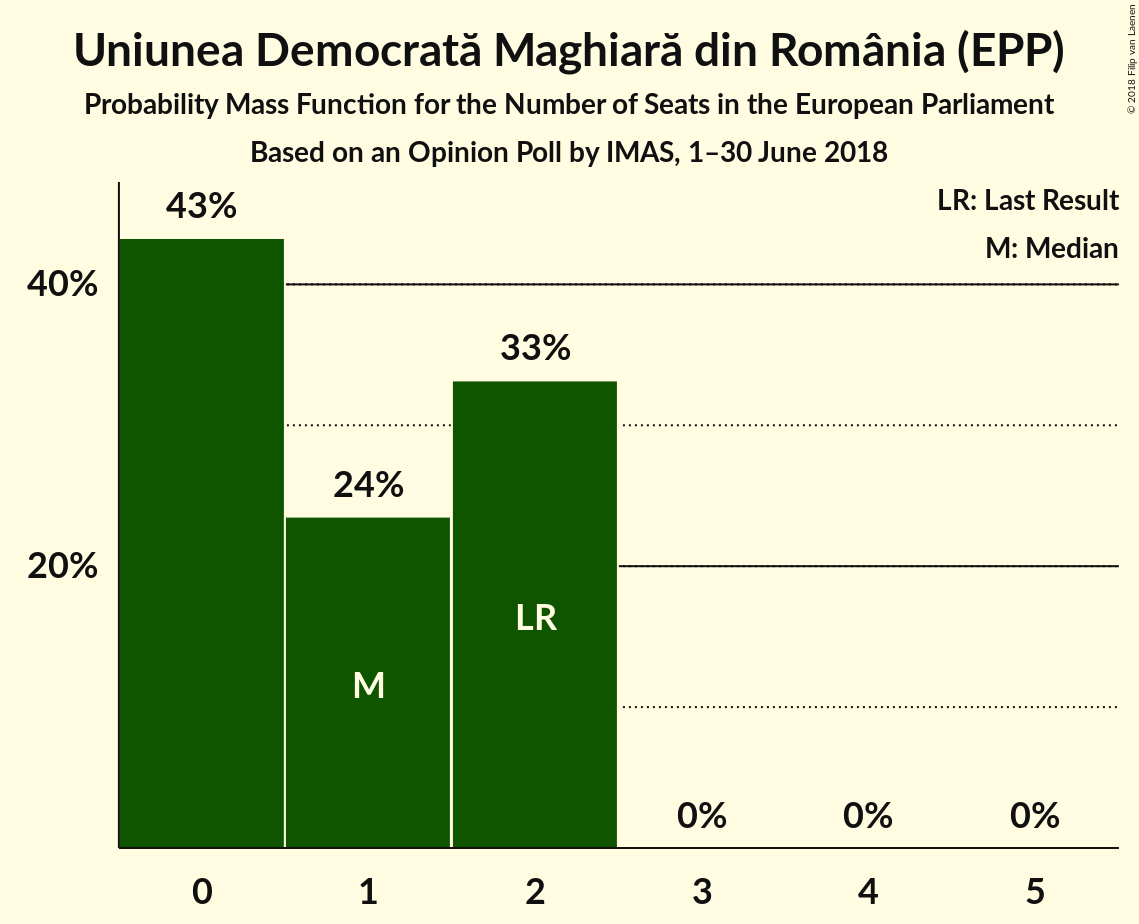 Uniunea Democrată Maghiară din România (EPP)
Probability Mass Function for the Number of Seats in the European Parliament
Based on an Opinion Poll by IMAS, 1–30 June 2018
© 2018 Filip van Laenen
LR: Last Result
M: Median
43%
40%
33%
24%
20%
LR
M
0%
0%
0%
0
1
2
3
4
5